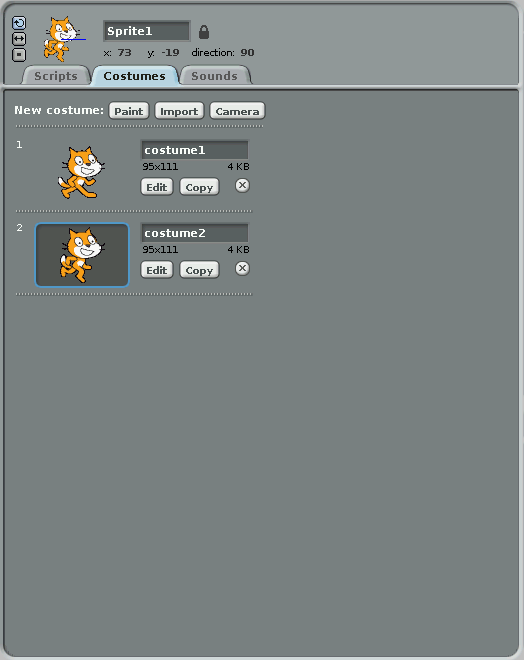 Sprite1
x: 73 y: -19 direction: 90
Scripts Costumes Sounds
New costume: Paint Import Camera
1
costume1
95x111 4 KB
Edit Copy
2
costume2
95x111 4 KB
Edit Copy